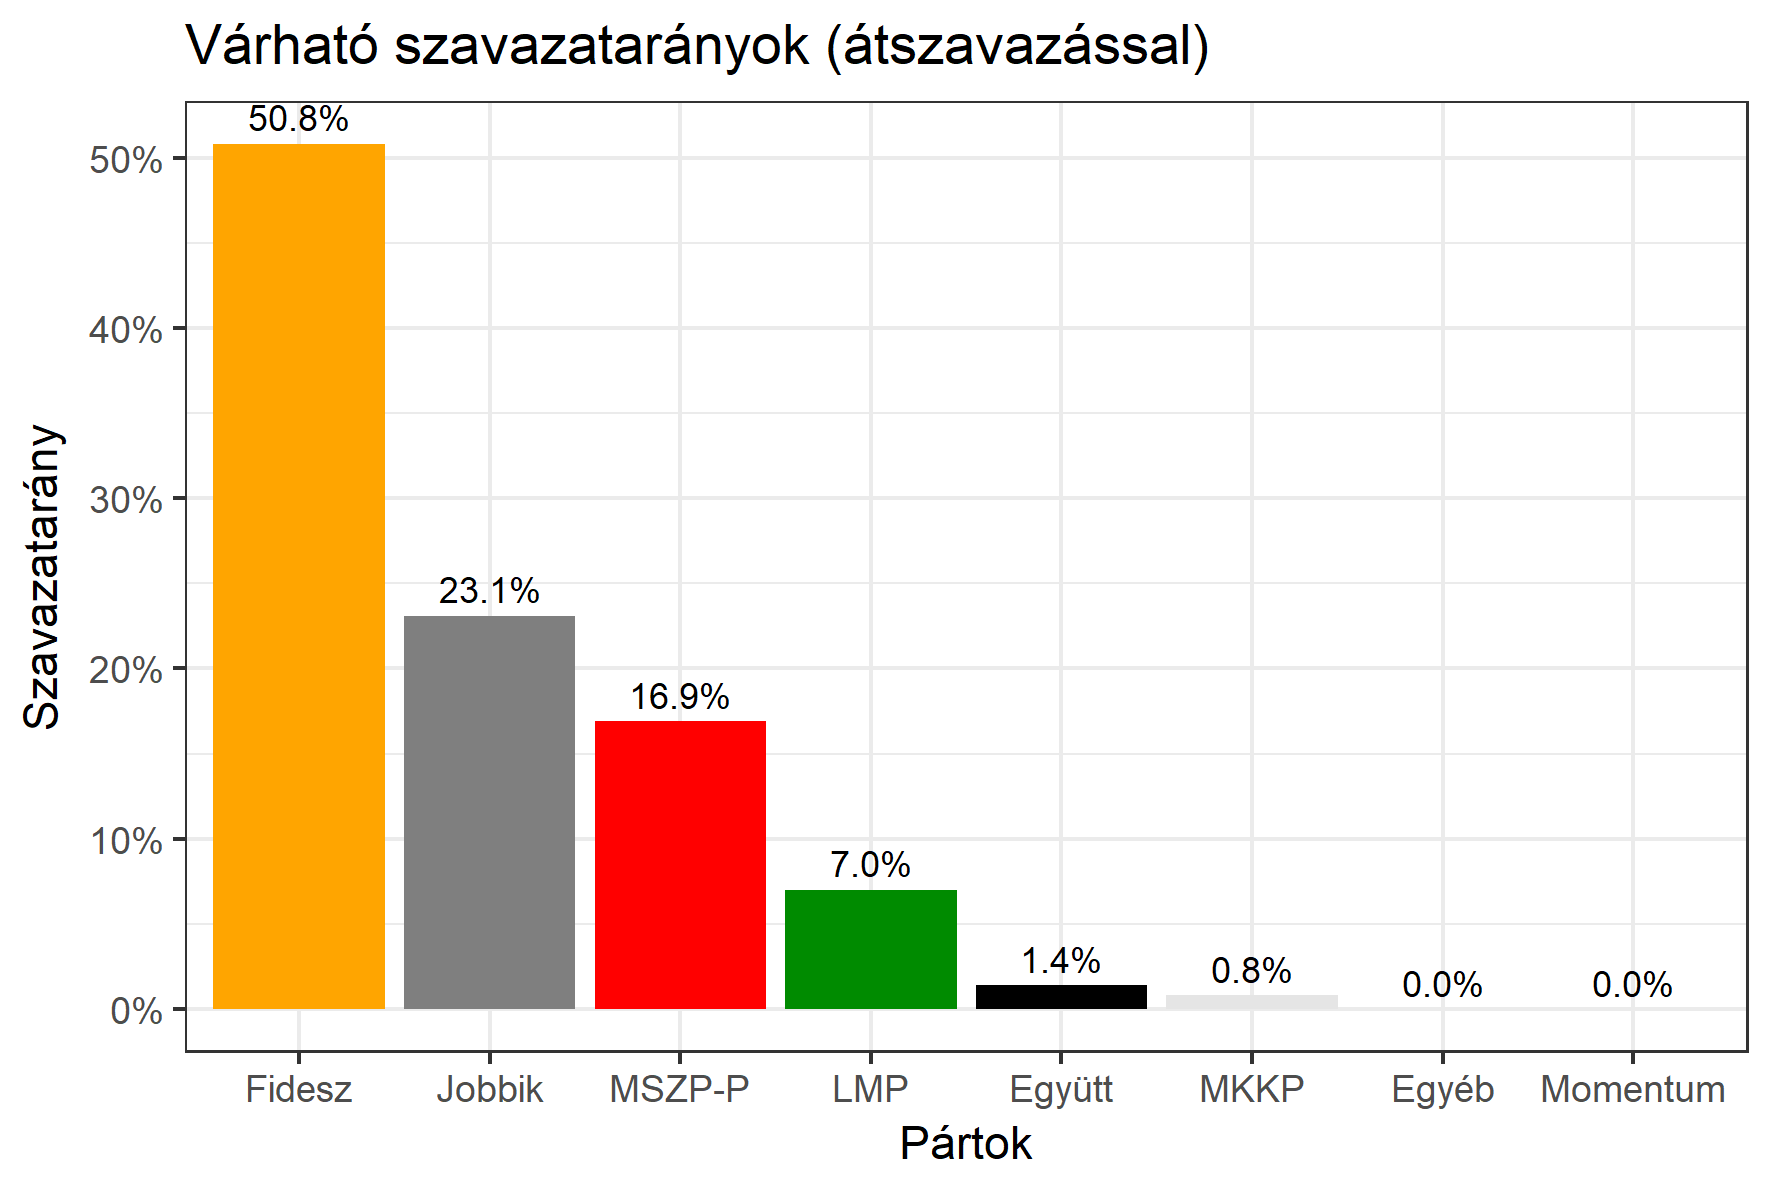 Várható szavazatarányok (átszavazással)
50.8%
23.1%
16.9%
7.0%
1.4%
0.8%
0.0%
0.0%
50%
40%
30%
20%
10%
0%
Szavazatarány
Fidesz
Jobbik
MSZP-P
LMP
Együtt
MKKP
Egyéb
Momentum
Pártok